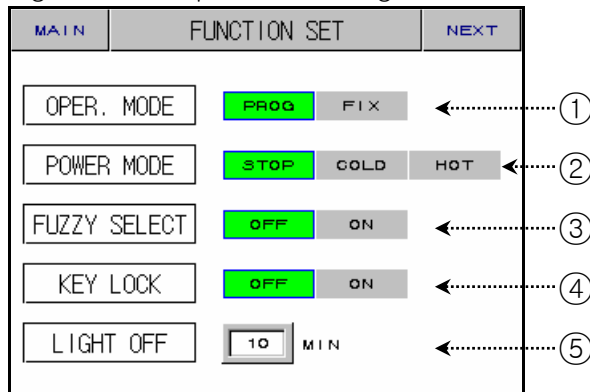 MAIN FUNCTION SET NEXT
OPER. MODE PROG FIX ①
POWER MODE STOP COLD HOT ②
FUZZY SELECT OFF ON ③
KEY LOCK OFF ON ④
LIGHT OFF 10 MIN ⑤